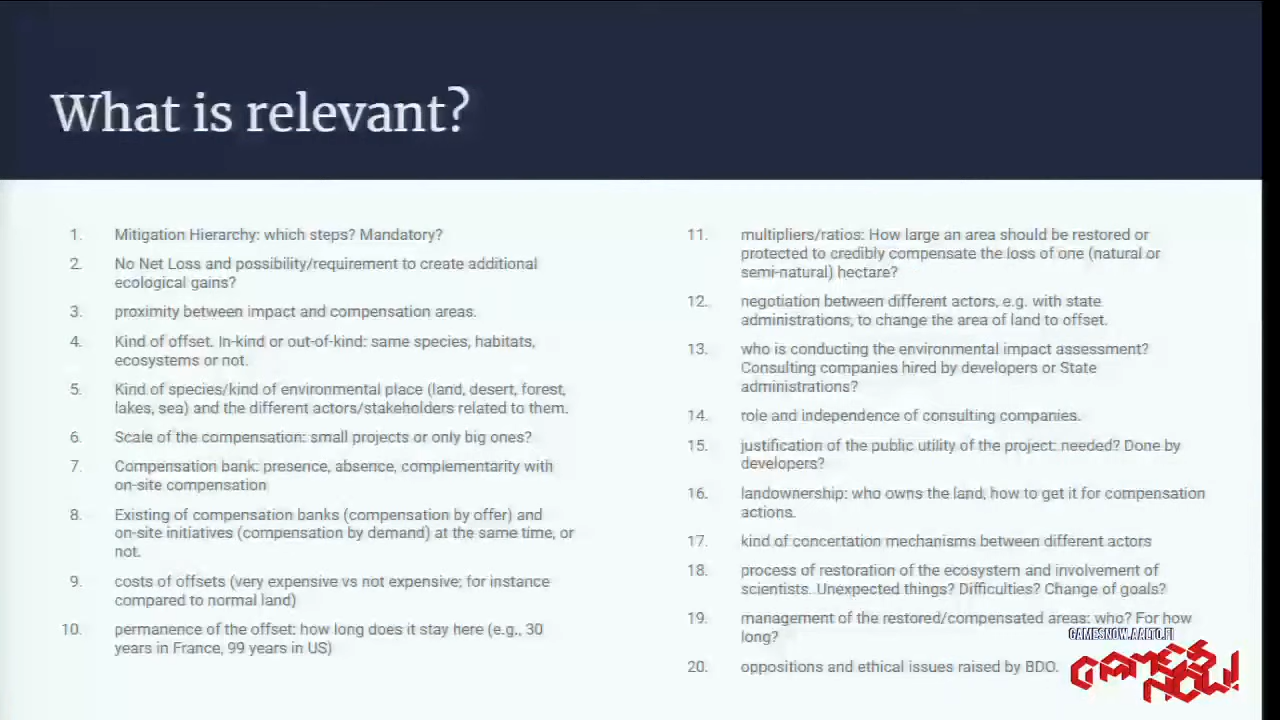 What is relevant?
1. Mitigation Hierarchy: which steps? Mandatory?
2. No Net Loss and possibility/requirement to create additional
ecological gains?
3. proximity between impact and compensation areas.
4. Kind of offset. In-kind or out-of-kind: same species, habitats,
ecosystems or not.
5. Kind of species/kind of environmental place (land, desert, forest,
lakes, sea) and the different actors/stakeholders related to them.
6. Scale of the compensation: small projects or only big ones?
7. Compensation bank: presence, absence, complementarity with
on-site compensation
8. Existing of compensation banks (compensation by offer) and
on-site initiatives (compensation by demand) at the same time, or
not.
9. costs of offsets (very expensive vs not expensive; for instance
compared to normal land)
10. permanence of the offset: how long does it stay here (e.g., 30
years in France, 99 years in US)
11. multipliers/ratios: How large an area should be restored or
protected to credibly compensate the loss of one (natural or
semi-natural) hectare?
12. negotiation between different actors, e.g. with state
administrations, to change the area of land to offset.
13. who is conducting the environmental impact assessment?
Consulting companies hired by developers or State
administrations?
14. role and independence of consulting companies.
15. justification of the public utility of the project: needed? Done by
developers?
16. landownership: who owns the land, how to get it for compensation
actions.
17. kind of concertation mechanisms between different actors
18. process of restoration of the ecosystem and involvement of
scientists. Unexpected things? Difficulties? Change of goals?
19. management of the restored/compensated areas: who? For how
long?
20. oppositions and ethical issues raised by BDO.
GAMESNOW.AALTO.FI
GAMES
NOW!